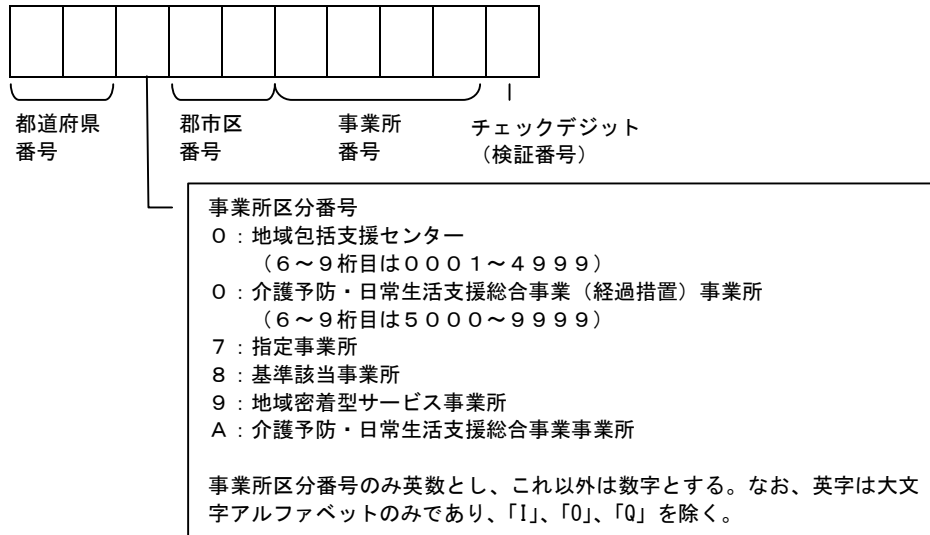 都道府県 郡市区 事業所 チェックデジット
番号 番号 番号 （検証番号）
事業所区分番号
０：地域包括支援センター
（６～９桁目は０００１～４９９９）
０：介護予防・日常生活支援総合事業（経過措置）事業所
（６～９桁目は５０００～９９９９）
７：指定事業所
８：基準該当事業所
９：地域密着型サービス事業所
Ａ：介護予防・日常生活支援総合事業事業所
事業所区分番号のみ英数とし、これ以外は数字とする。なお、英字は大文
字アルファベットのみであり、「I」、「O」、「Q」を除く。